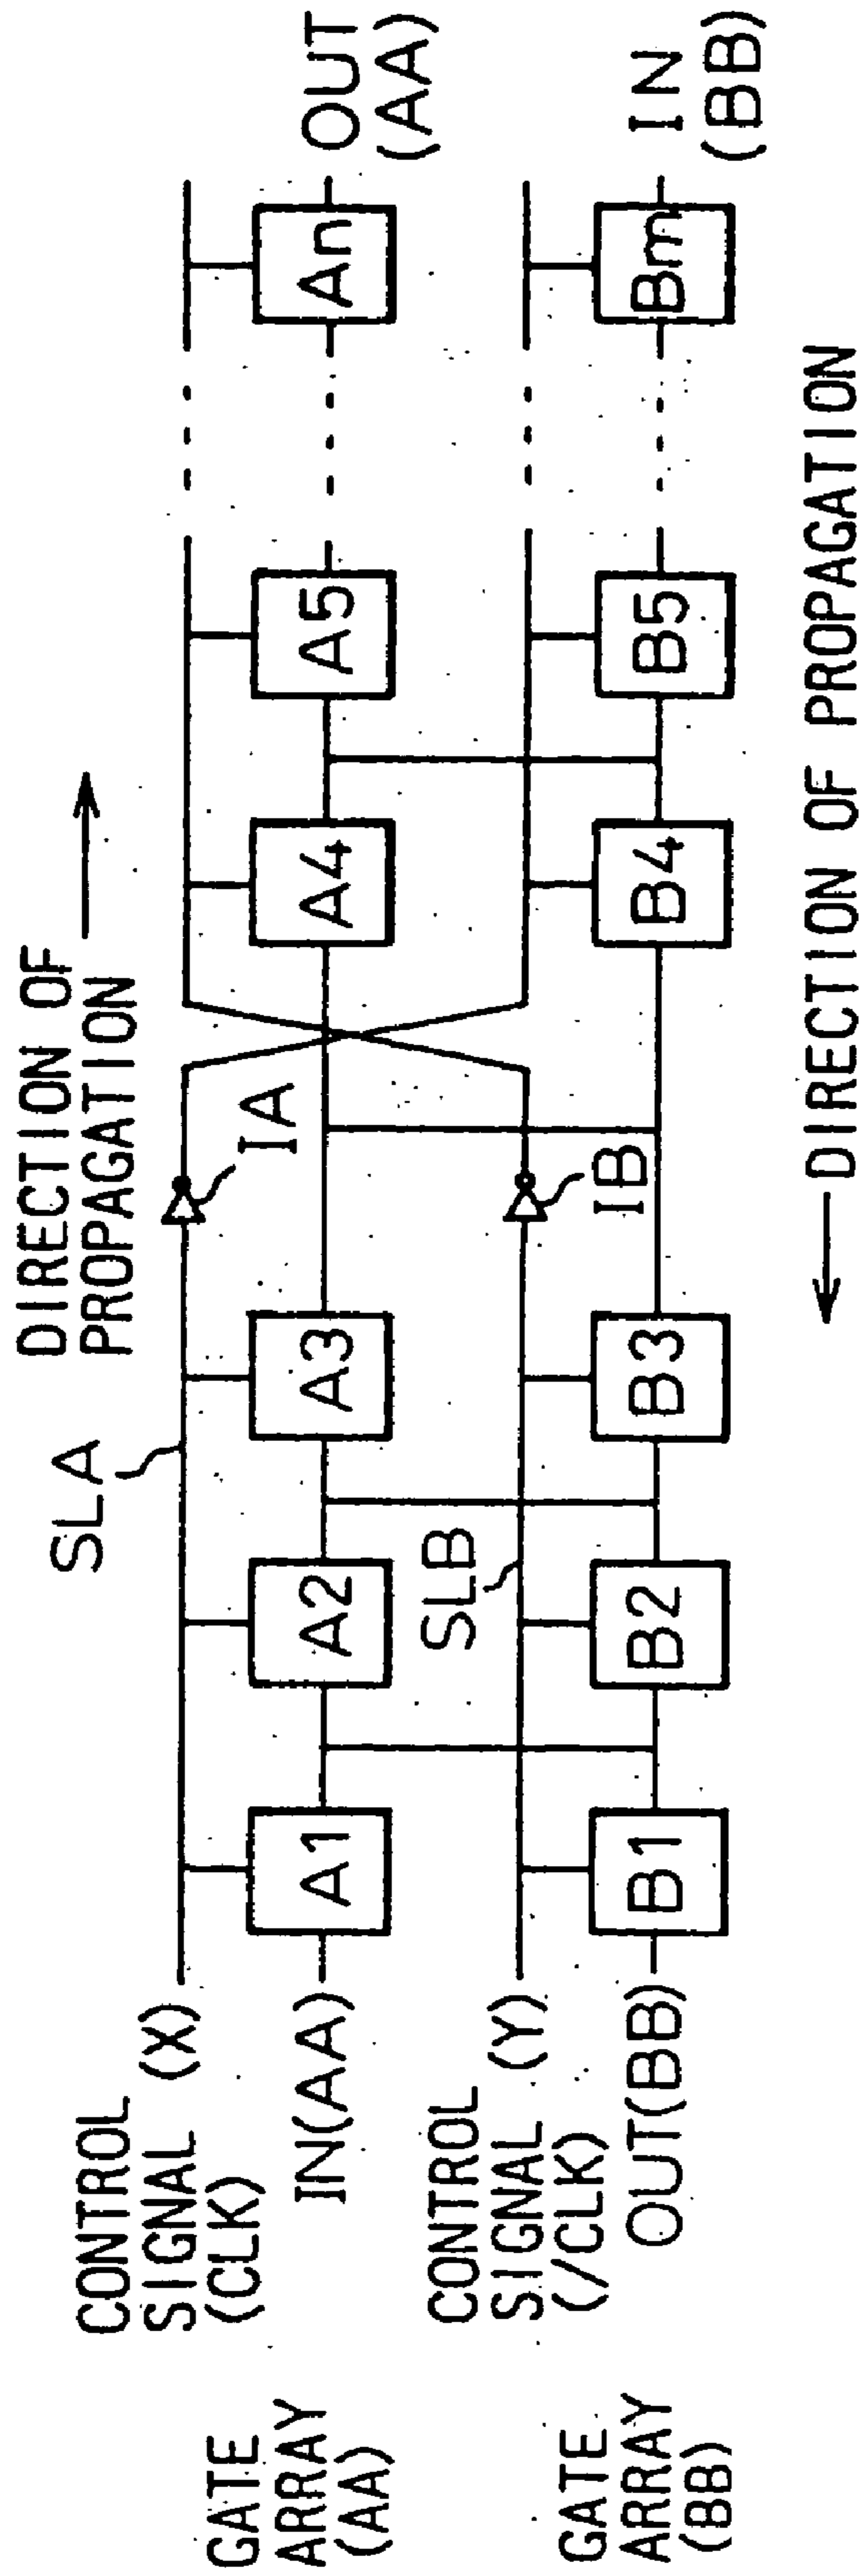 DIRECTION OF
PROPAGATION
SLA
IA
CONTROL
SIGNAL (X)
(CLK)
GATE
ARRAY
(AA)
IN(AA)
A1
A2
A3
A4
A5
An
OUT
(AA)
SLB
IB
CONTROL
SIGNAL (Y)
(/CLK)
GATE
ARRAY
(BB)
OUT(BB)
B1
B2
B3
B4
B5
Bm
IN
(BB)
DIRECTION OF PROPAGATION